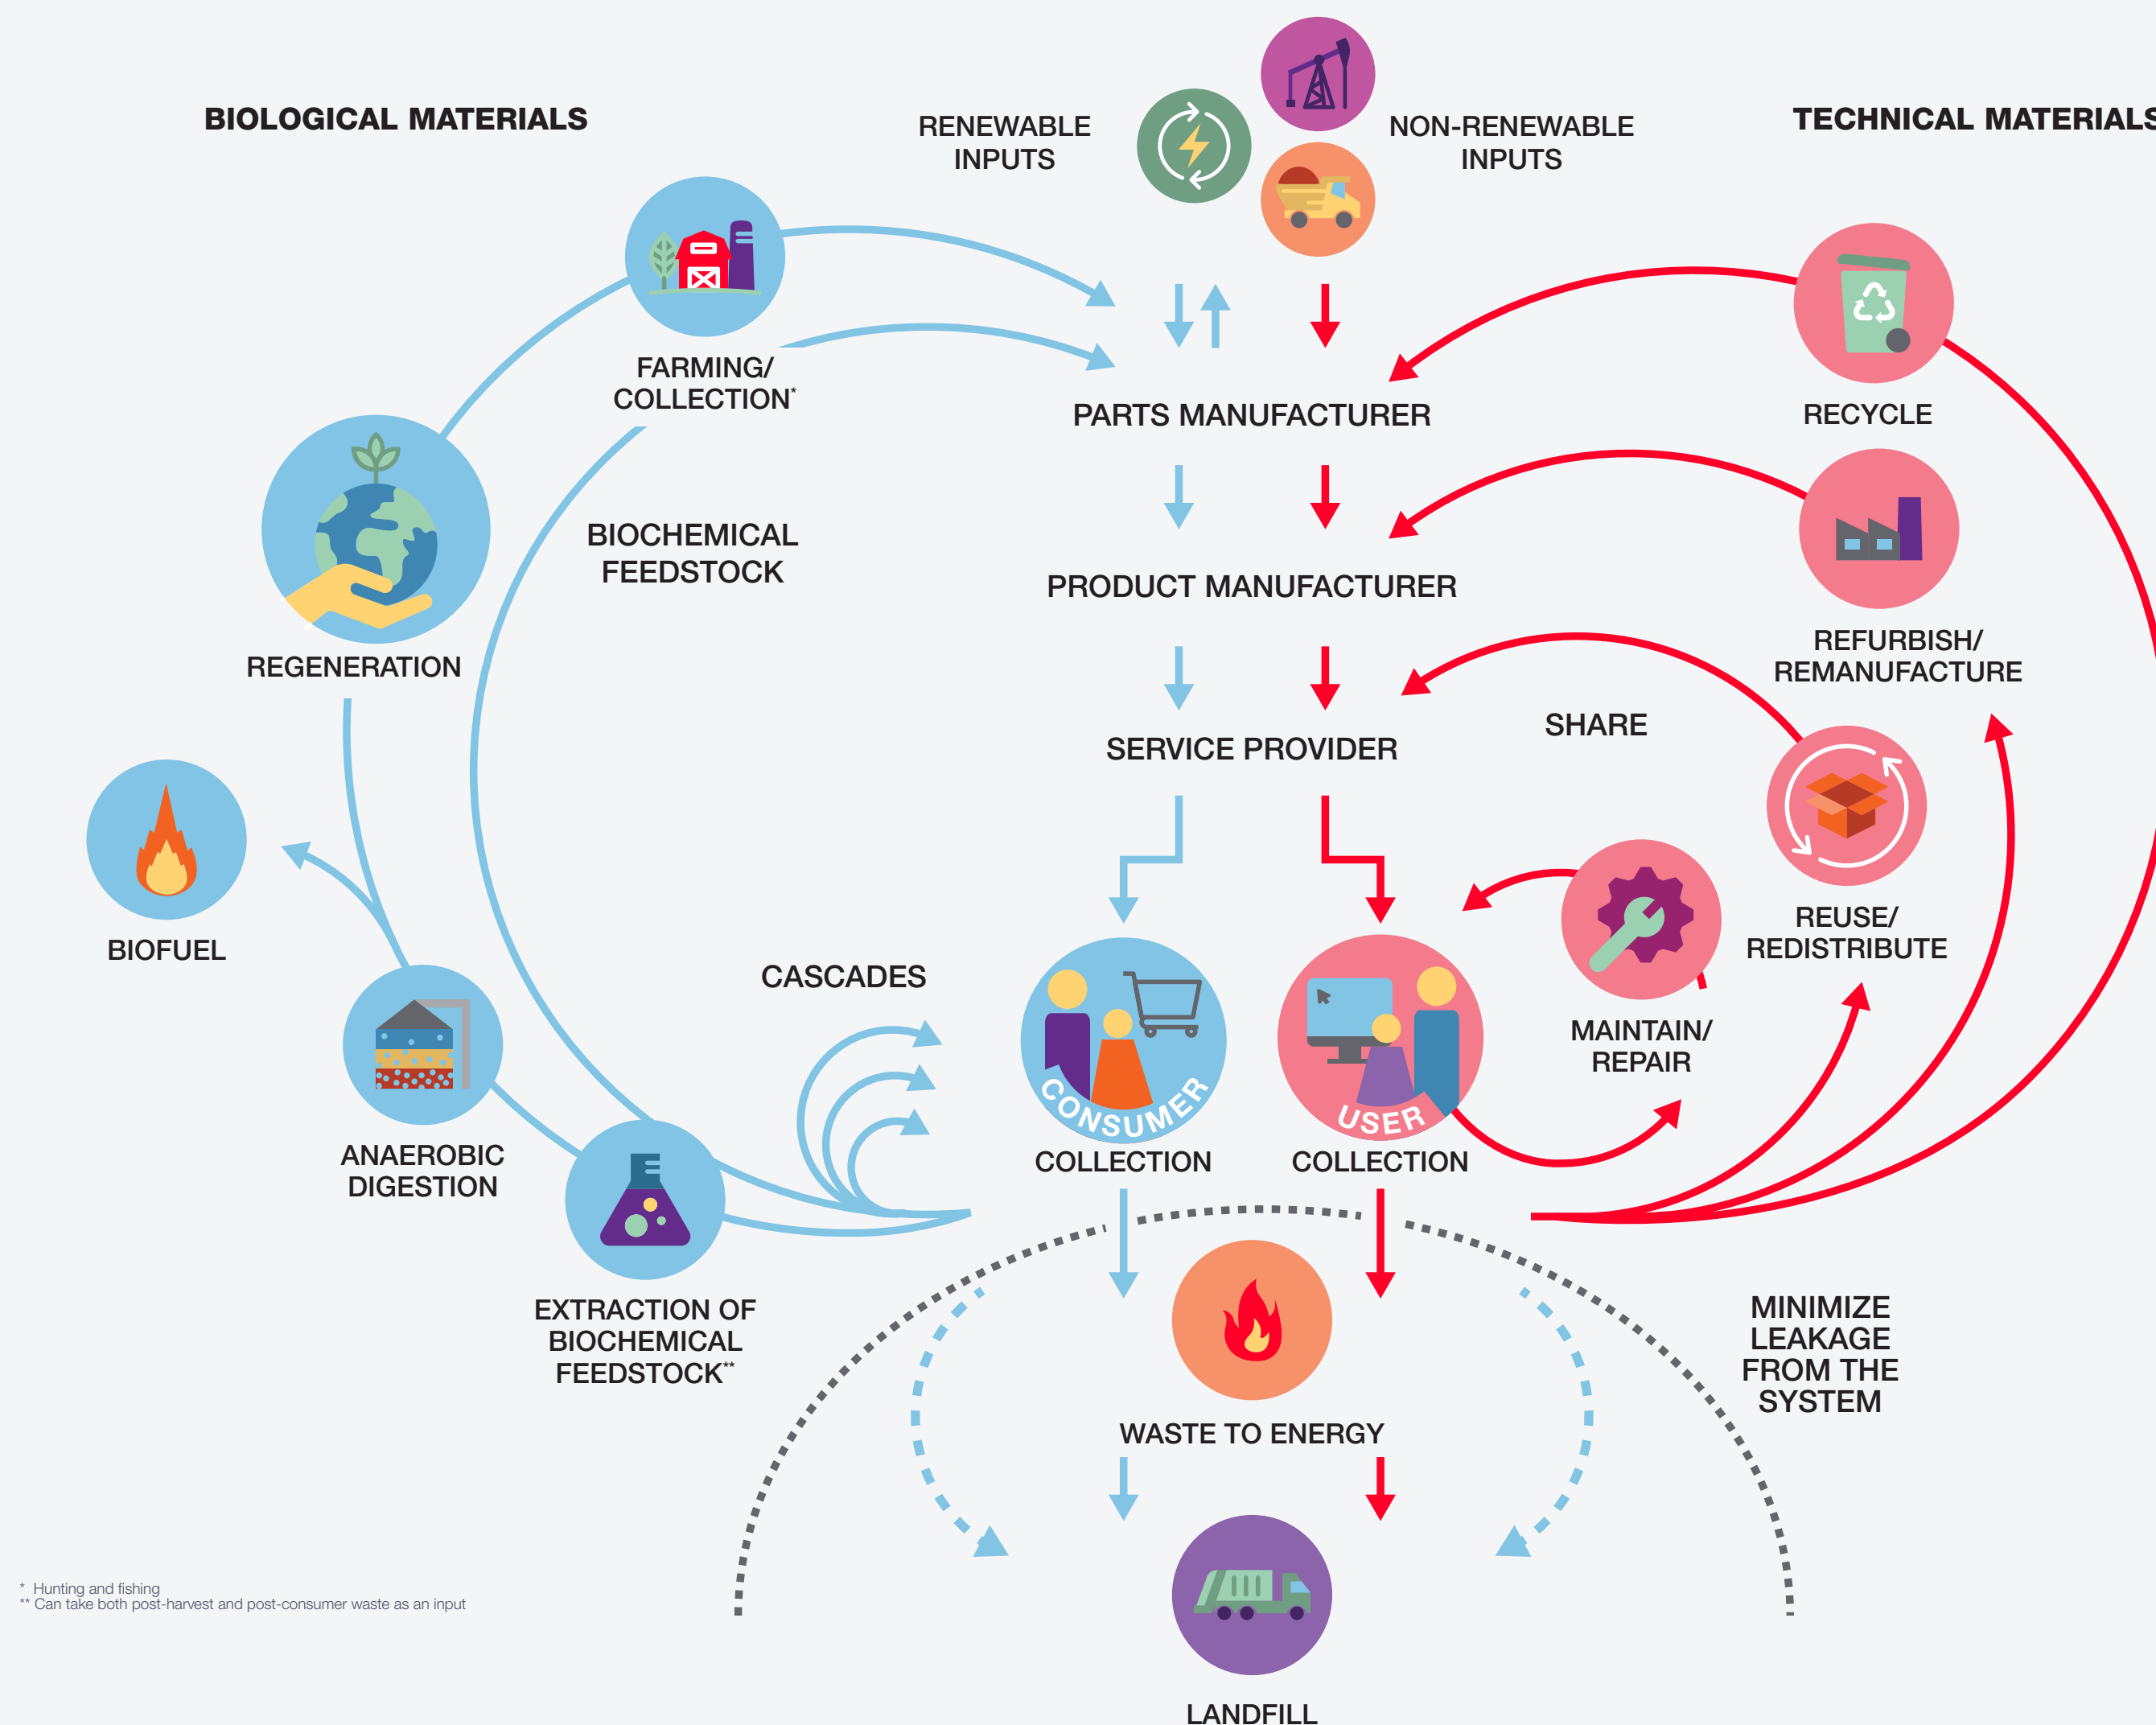 BIOLOGICAL MATERIALS
RENEWABLE
INPUTS
NON-RENEWABLE
INPUTS
TECHNICAL MATERIALS
FARMING/
COLLECTION*
PARTS MANUFACTURER
RECYCLE
BIOCHEMICAL
FEEDSTOCK
PRODUCT MANUFACTURER
REGENERATION
REFURBISH/
REMANUFACTURE
SERVICE PROVIDER
SHARE
BIOFUEL
CASCADES
REUSE/
REDISTRIBUTE
MAINTAIN/
REPAIR
CONSUMER
USER
ANAEROBIC
DIGESTION
COLLECTION
COLLECTION
EXTRACTION OF
BIOCHEMICAL
FEEDSTOCK**
MINIMIZE
LEAKAGE
FROM THE
SYSTEM
WASTE TO ENERGY
LANDFILL
* Hunting and fishing
** Can take both post-harvest and post-consumer waste as an input